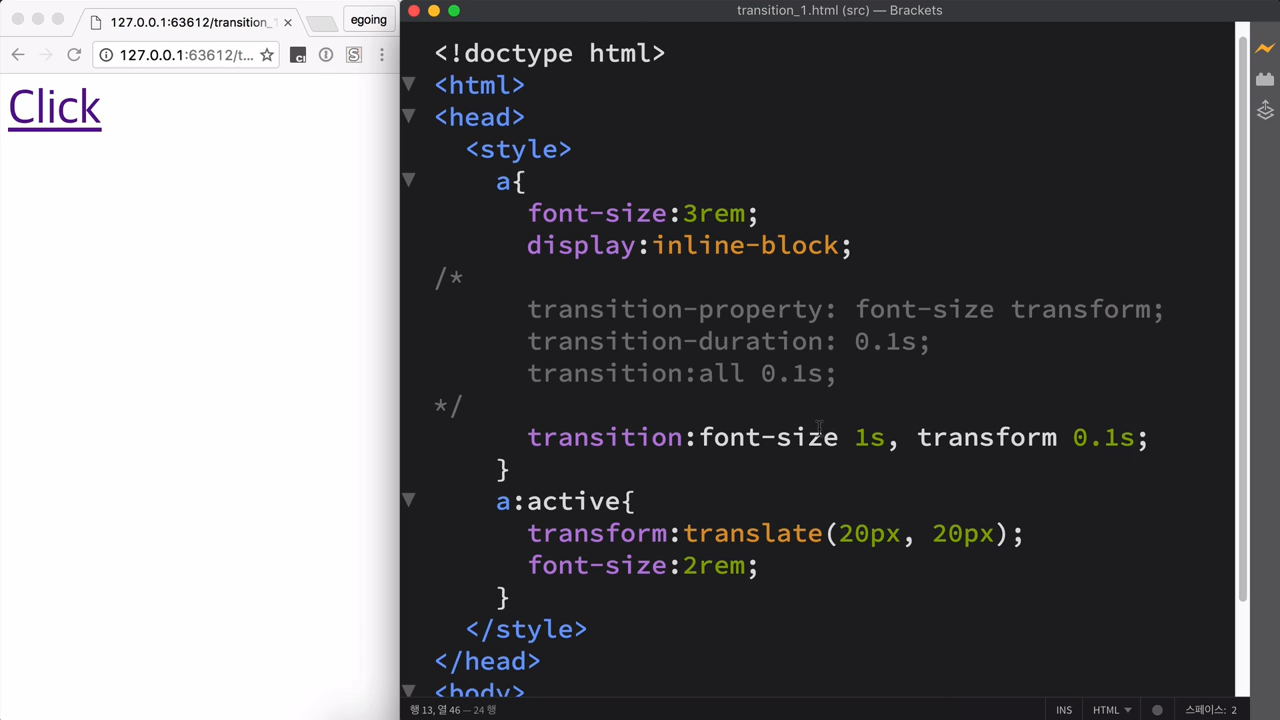 127.0.0.1:63612/transition_1
egoing
127.0.0.1:63612/t...
Click
transition_1.html (src) — Brackets
<!doctype html>
<html>
<head>
<style>
a{
font-size:3rem;
display:inline-block;
/*
transition-property: font-size transform;
transition-duration: 0.1s;
transition:all 0.1s;
*/
transition:font-size 1s, transform 0.1s;
}
a:active{
transform:translate(20px, 20px);
font-size:2rem;
}
</style>
</head>
<body>
행 13, 열 46 — 24 행
INS
HTML
스페이스: 2